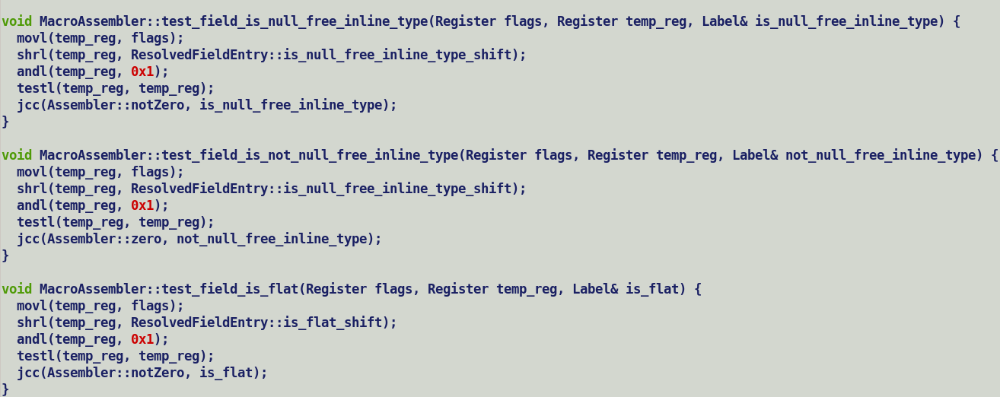 void MacroAssembler::test_field_is_null_free_inline_type(Register flags, Register temp_reg, Label& is_null_free_inline_type) {
  movl(temp_reg, flags);
  shrl(temp_reg, ResolvedFieldEntry::is_null_free_inline_type_shift);
  andl(temp_reg, 0x1);
  testl(temp_reg, temp_reg);
  jcc(Assembler::notZero, is_null_free_inline_type);
}

void MacroAssembler::test_field_is_not_null_free_inline_type(Register flags, Register temp_reg, Label& not_null_free_inline_type) {
  movl(temp_reg, flags);
  shrl(temp_reg, ResolvedFieldEntry::is_null_free_inline_type_shift);
  andl(temp_reg, 0x1);
  testl(temp_reg, temp_reg);
  jcc(Assembler::zero, not_null_free_inline_type);
}

void MacroAssembler::test_field_is_flat(Register flags, Register temp_reg, Label& is_flat) {
  movl(temp_reg, flags);
  shrl(temp_reg, ResolvedFieldEntry::is_flat_shift);
  andl(temp_reg, 0x1);
  testl(temp_reg, temp_reg);
  jcc(Assembler::notZero, is_flat);
}